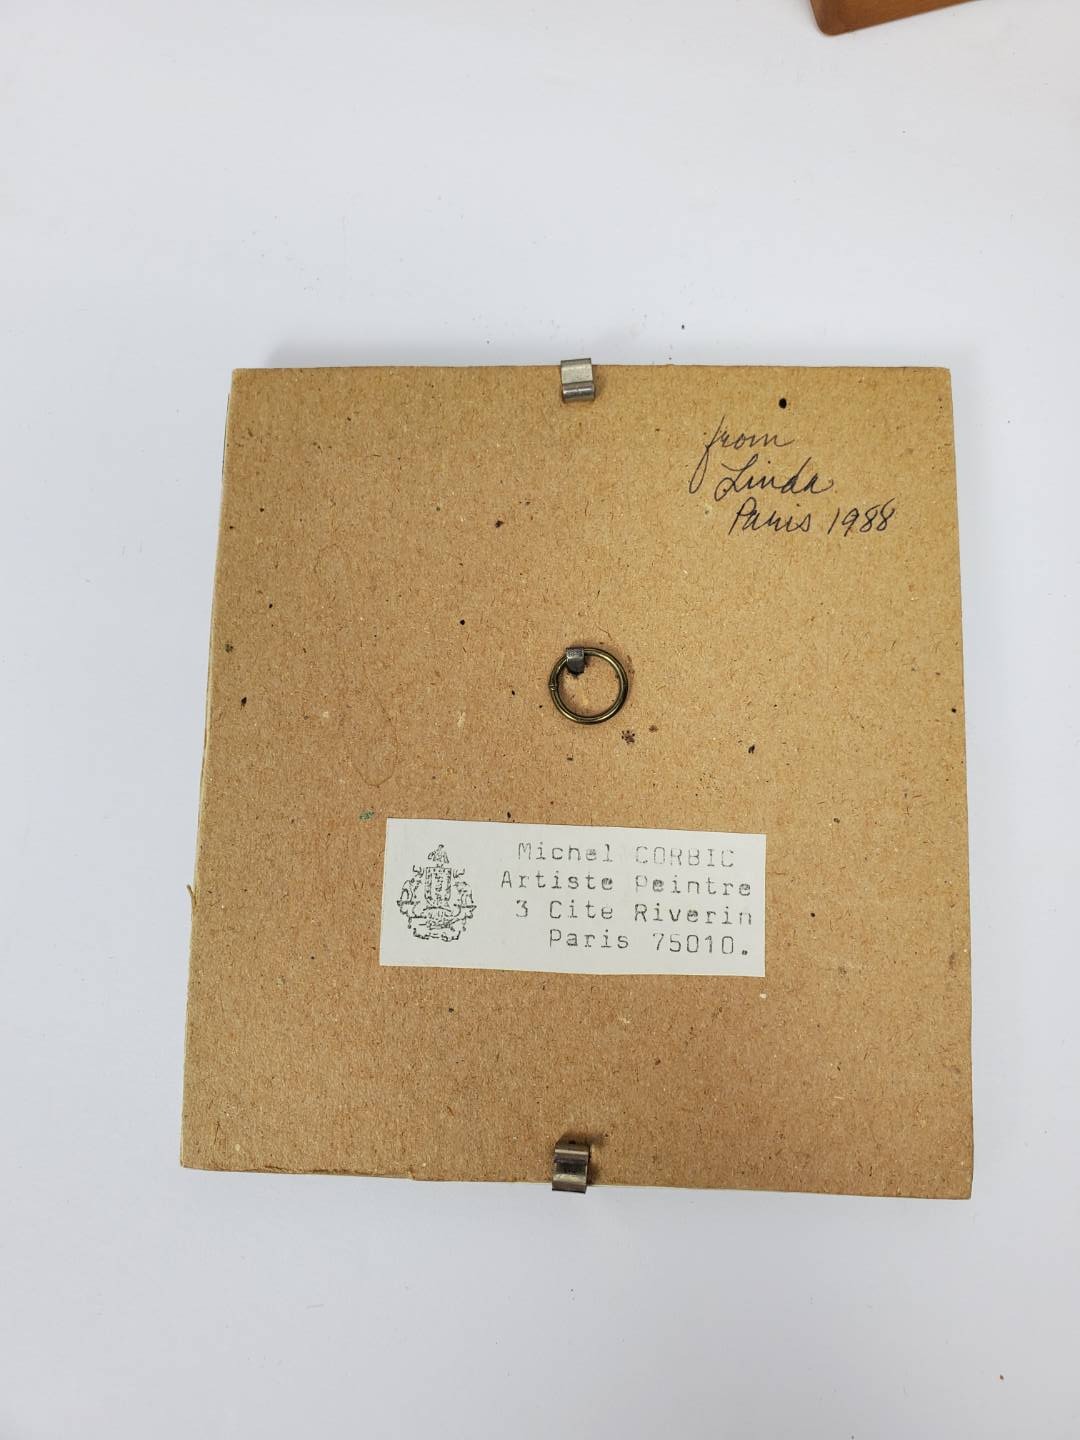 from
Linda
Paris 1988
Michel CORBIC
Artiste Peintre
3 Cite Riverin
Paris 75010.